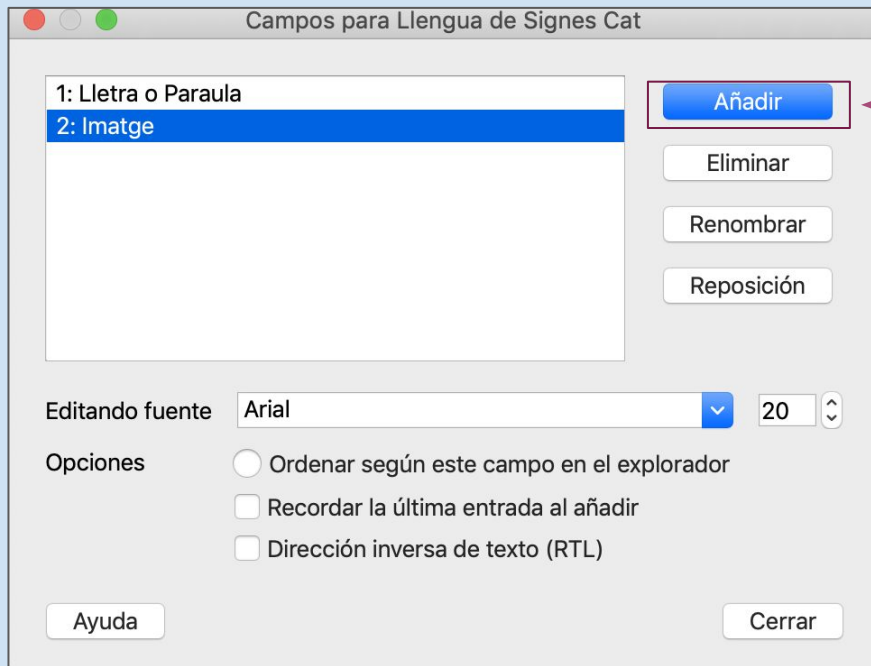 Campos para Llengua de Signes Cat
1: Lletra o Paraula
2: Imatge
Añadir
Eliminar
Renombrar
Reposición
Editando fuente
Arial
20
Opciones
Ordenar según este campo en el explorador
Recordar la última entrada al añadir
Dirección inversa de texto (RTL)
Ayuda
Cerrar